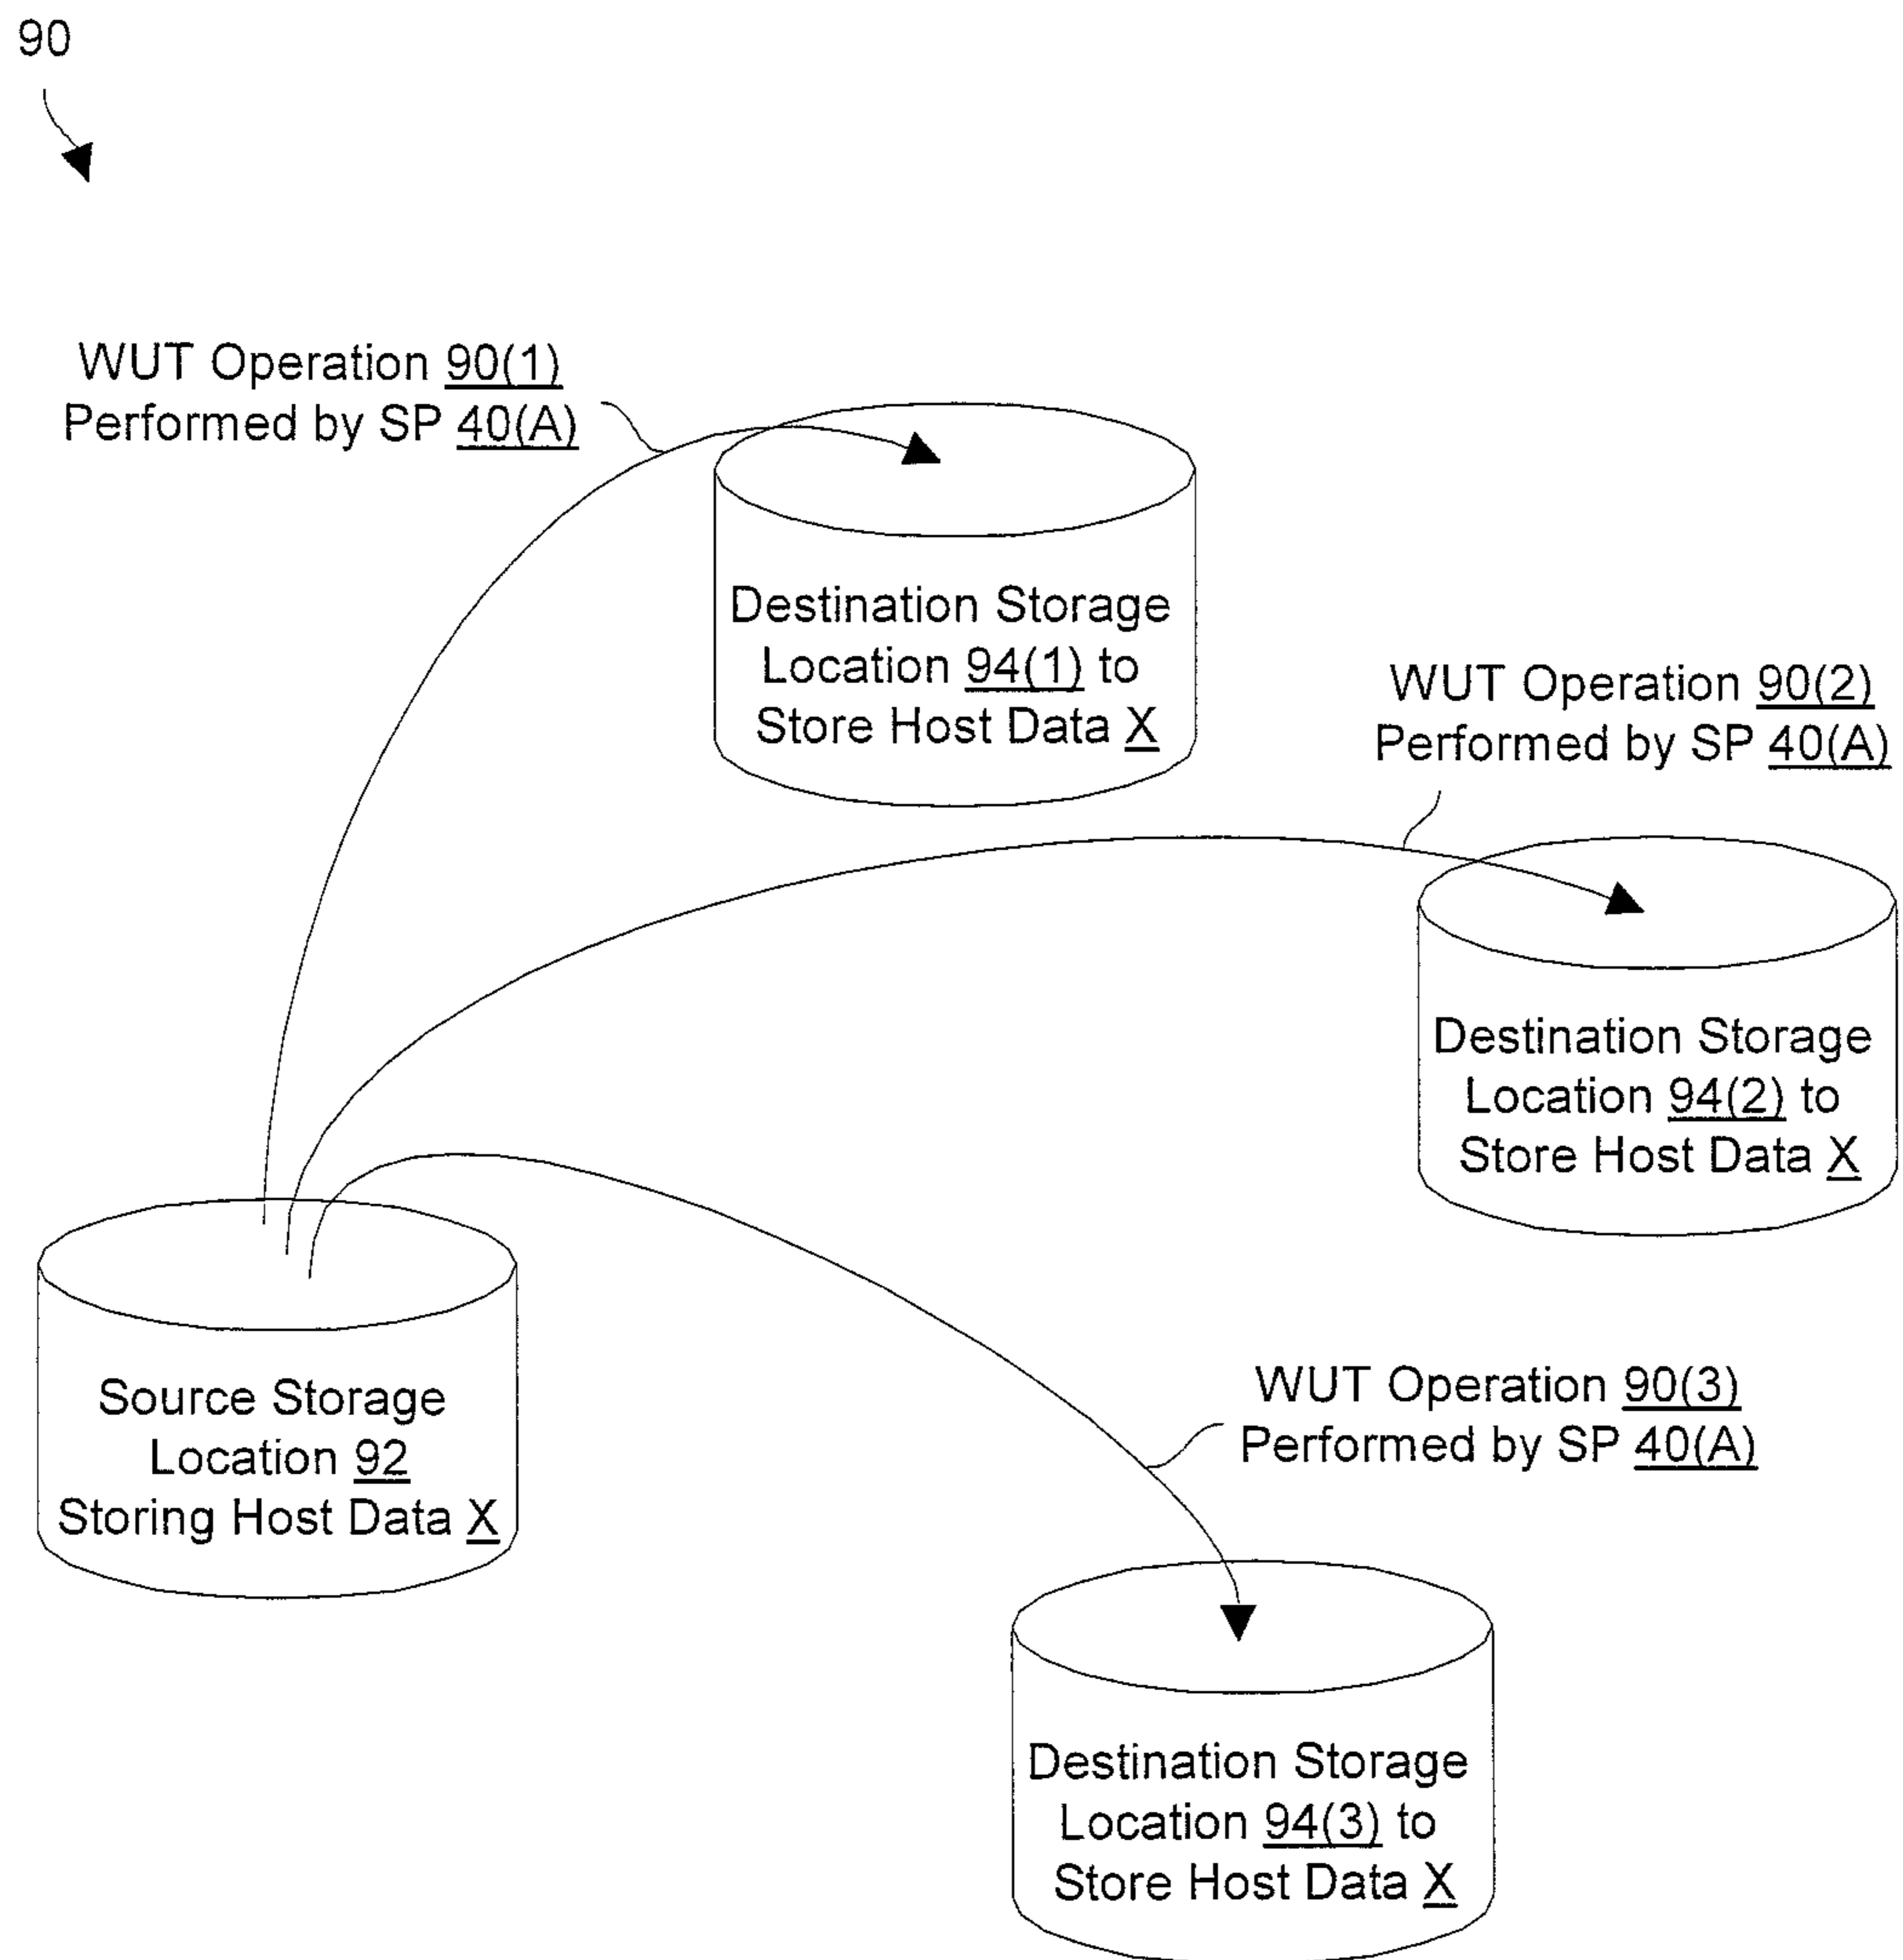 90
WUT Operation 90(1)
Performed by SP 40(A)
Destination Storage
Location 94(1) to
Store Host Data X
WUT Operation 90(2)
Performed by SP 40(A)
Destination Storage
Location 94(2) to
Store Host Data X
Source Storage
Location 92
Storing Host Data X
WUT Operation 90(3)
Performed by SP 40(A)
Destination Storage
Location 94(3) to
Store Host Data X